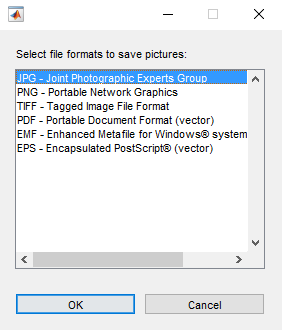 Select file formats to save pictures:
JPG - Joint Photographic Experts Group
PNG - Portable Network Graphics
TIFF - Tagged Image File Format
PDF - Portable Document Format (vector)
EMF - Enhanced Metafile for Windows® system
EPS - Encapsulated PostScript® (vector)
OK
Cancel